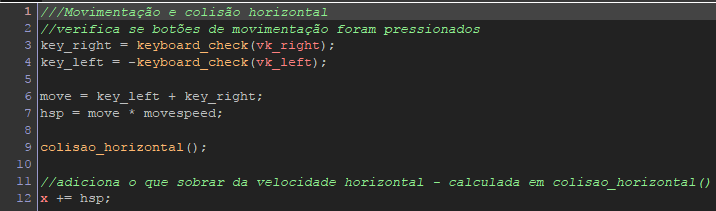 1 ///Movimentação e colisão horizontal
2 //verifica se botões de movimentação foram pressionados
3 key_right = keyboard_check(vk_right);
4 key_left = -keyboard_check(vk_left);
5
6 move = key_left + key_right;
7 hsp = move * movespeed;
8
9 colisao_horizontal();
10
11 //adiciona o que sobrar da velocidade horizontal - calculada em colisao_horizontal()
12 x += hsp;